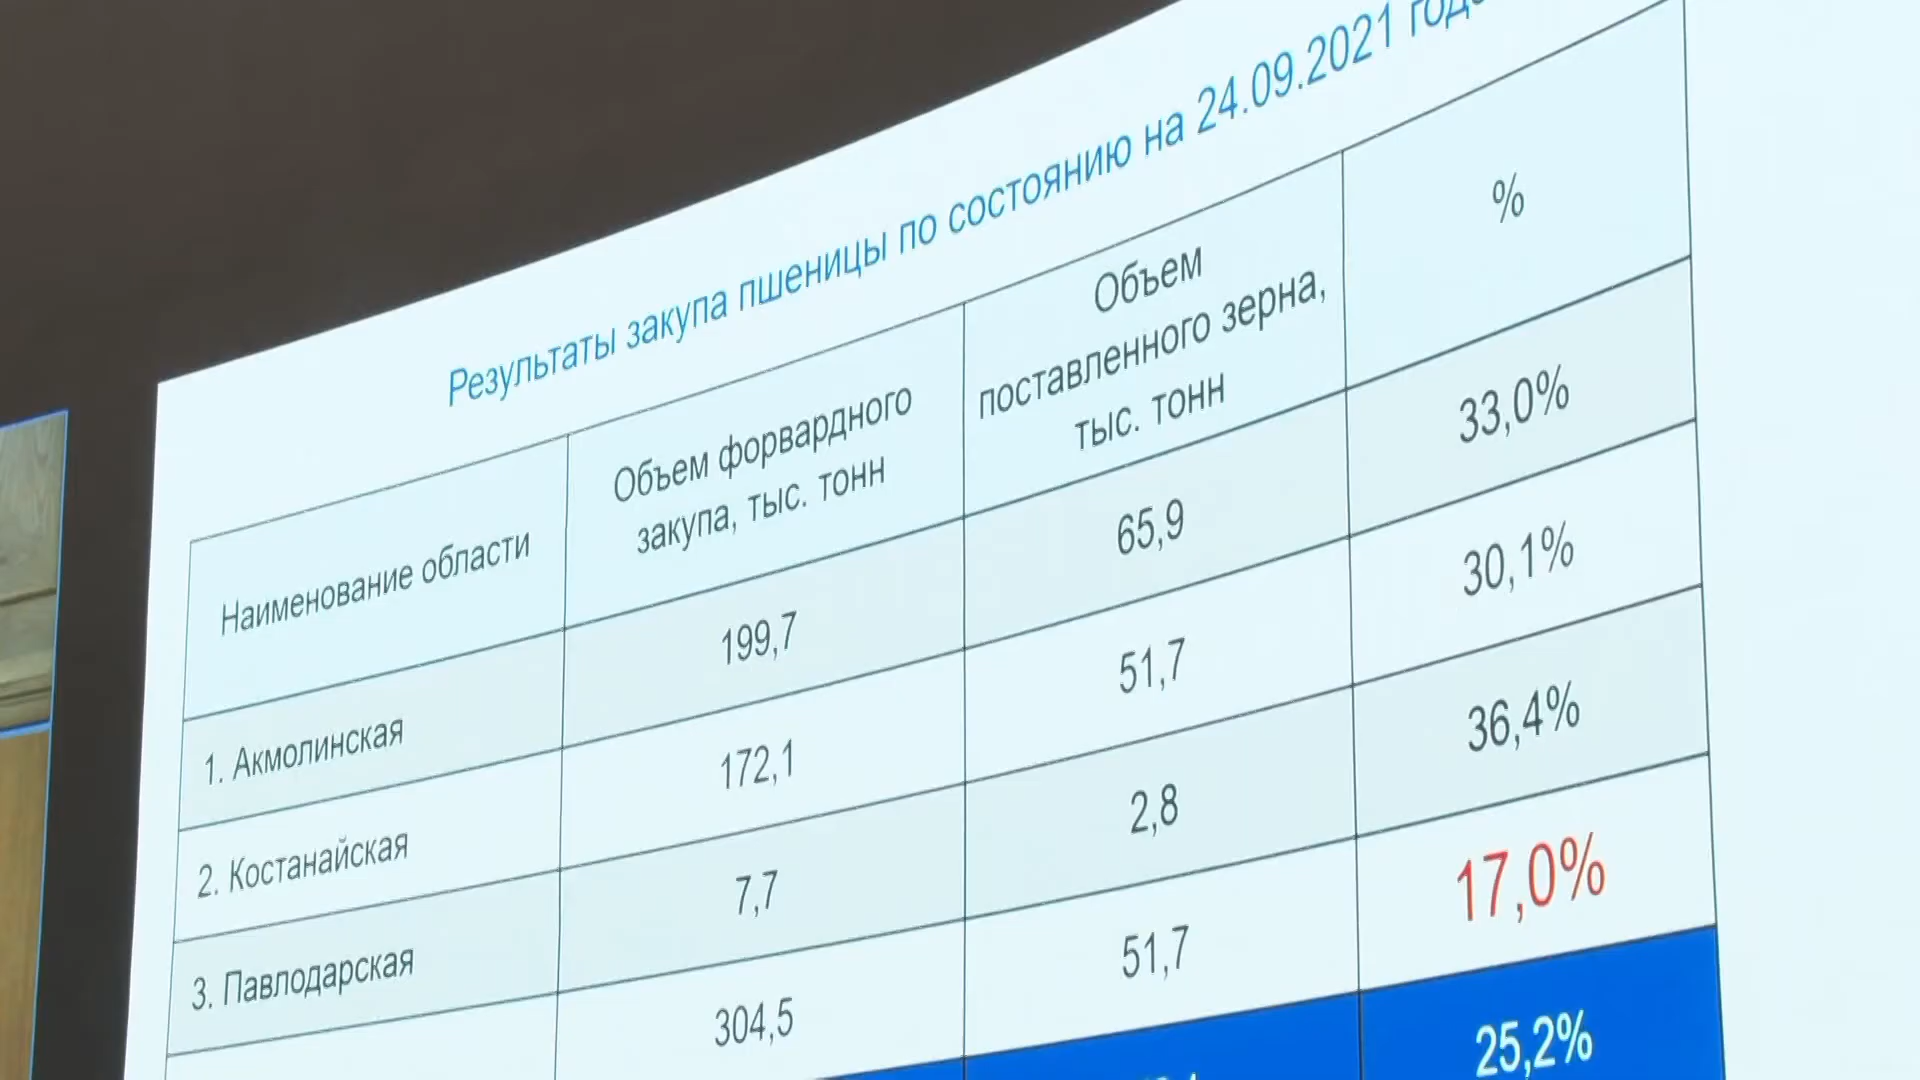 Результаты закупа пшеницы по состоянию на 24.09.2021
Наименование области
Объем форвардного
закупа, тыс. тонн
Объем
поставленного зерна,
тыс. тонн
%
1. Акмолинская
199,7
65,9
33,0%
2. Костанайская
172,1
51,7
30,1%
3. Павлодарская
7,7
2,8
36,4%
304,5
51,7
17,0%
25,2%